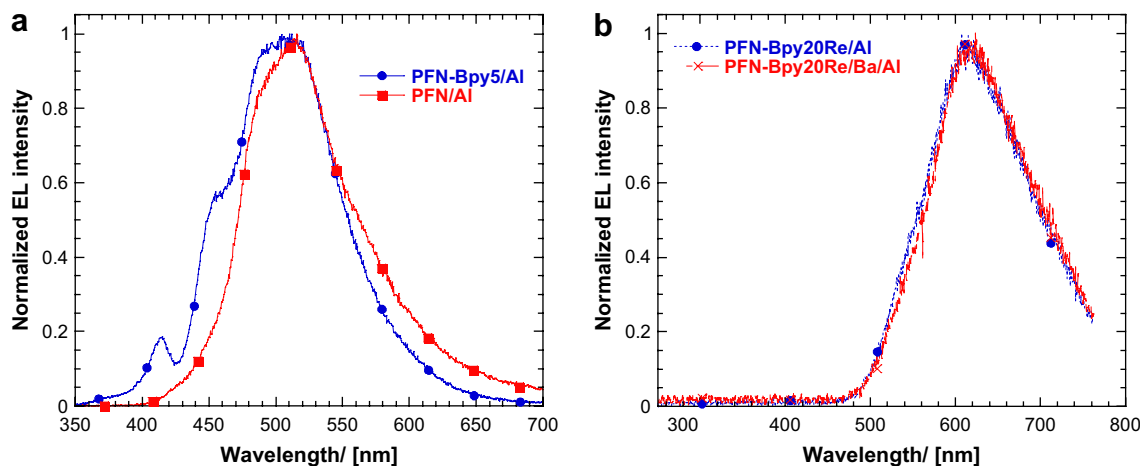 a
PFN-Bpy5/Al
PFN/Al
Normalized EL intensity
1
0.8
0.6
0.4
0.2
0
350 400 450 500 550 600 650 700
Wavelength/ [nm]
b
PFN-Bpy20Re/Al
PFN-Bpy20Re/Ba/Al
Normalized EL intensity
1
0.8
0.6
0.4
0.2
0
300 400 500 600 700 800
Wavelength/ [nm]